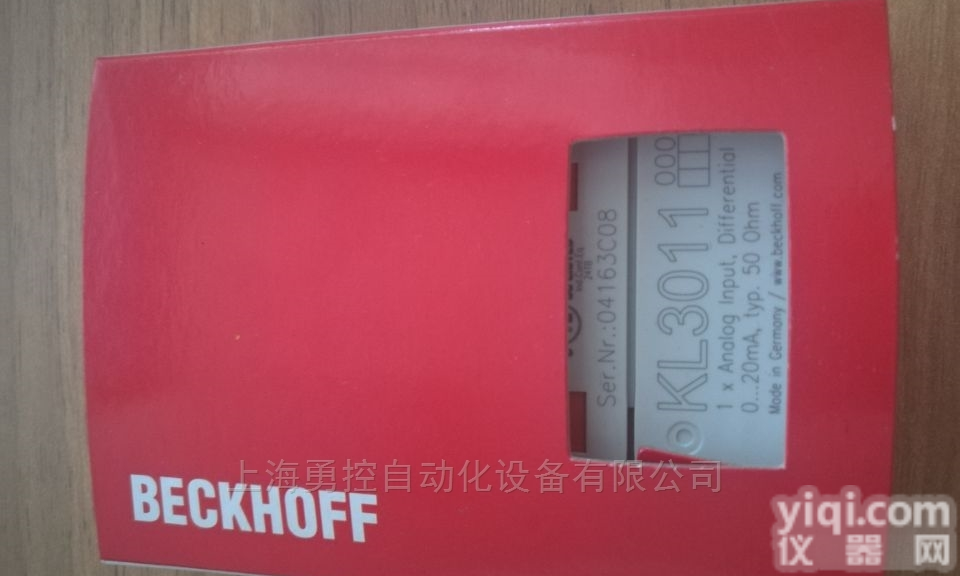 BECKHOFF
Ser.Nr.:04163C08
KL3011 000
1 x Analog Input, Differential
0...20mA, typ. 50 Ohm
Made in Germany / www.beckhoff.com
上海勇控自动化设备有限公司
yiqi.com
仪器网